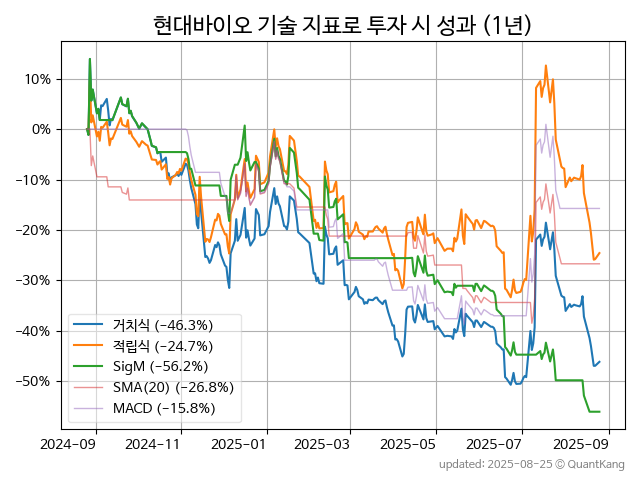 현대바이오 기술 지표로 투자 시 성과 (1년)
10%
0%
−10%
−20%
−30%
−40%
−50%
거치식 (−46.3%)
적립식 (−24.7%)
SigM (−56.2%)
SMA(20) (−26.8%)
MACD (−15.8%)
2024−09
2024−11
2025−01
2025−03
2025−05
2025−07
2025−09
updated: 2025−08−25 © QuantKang